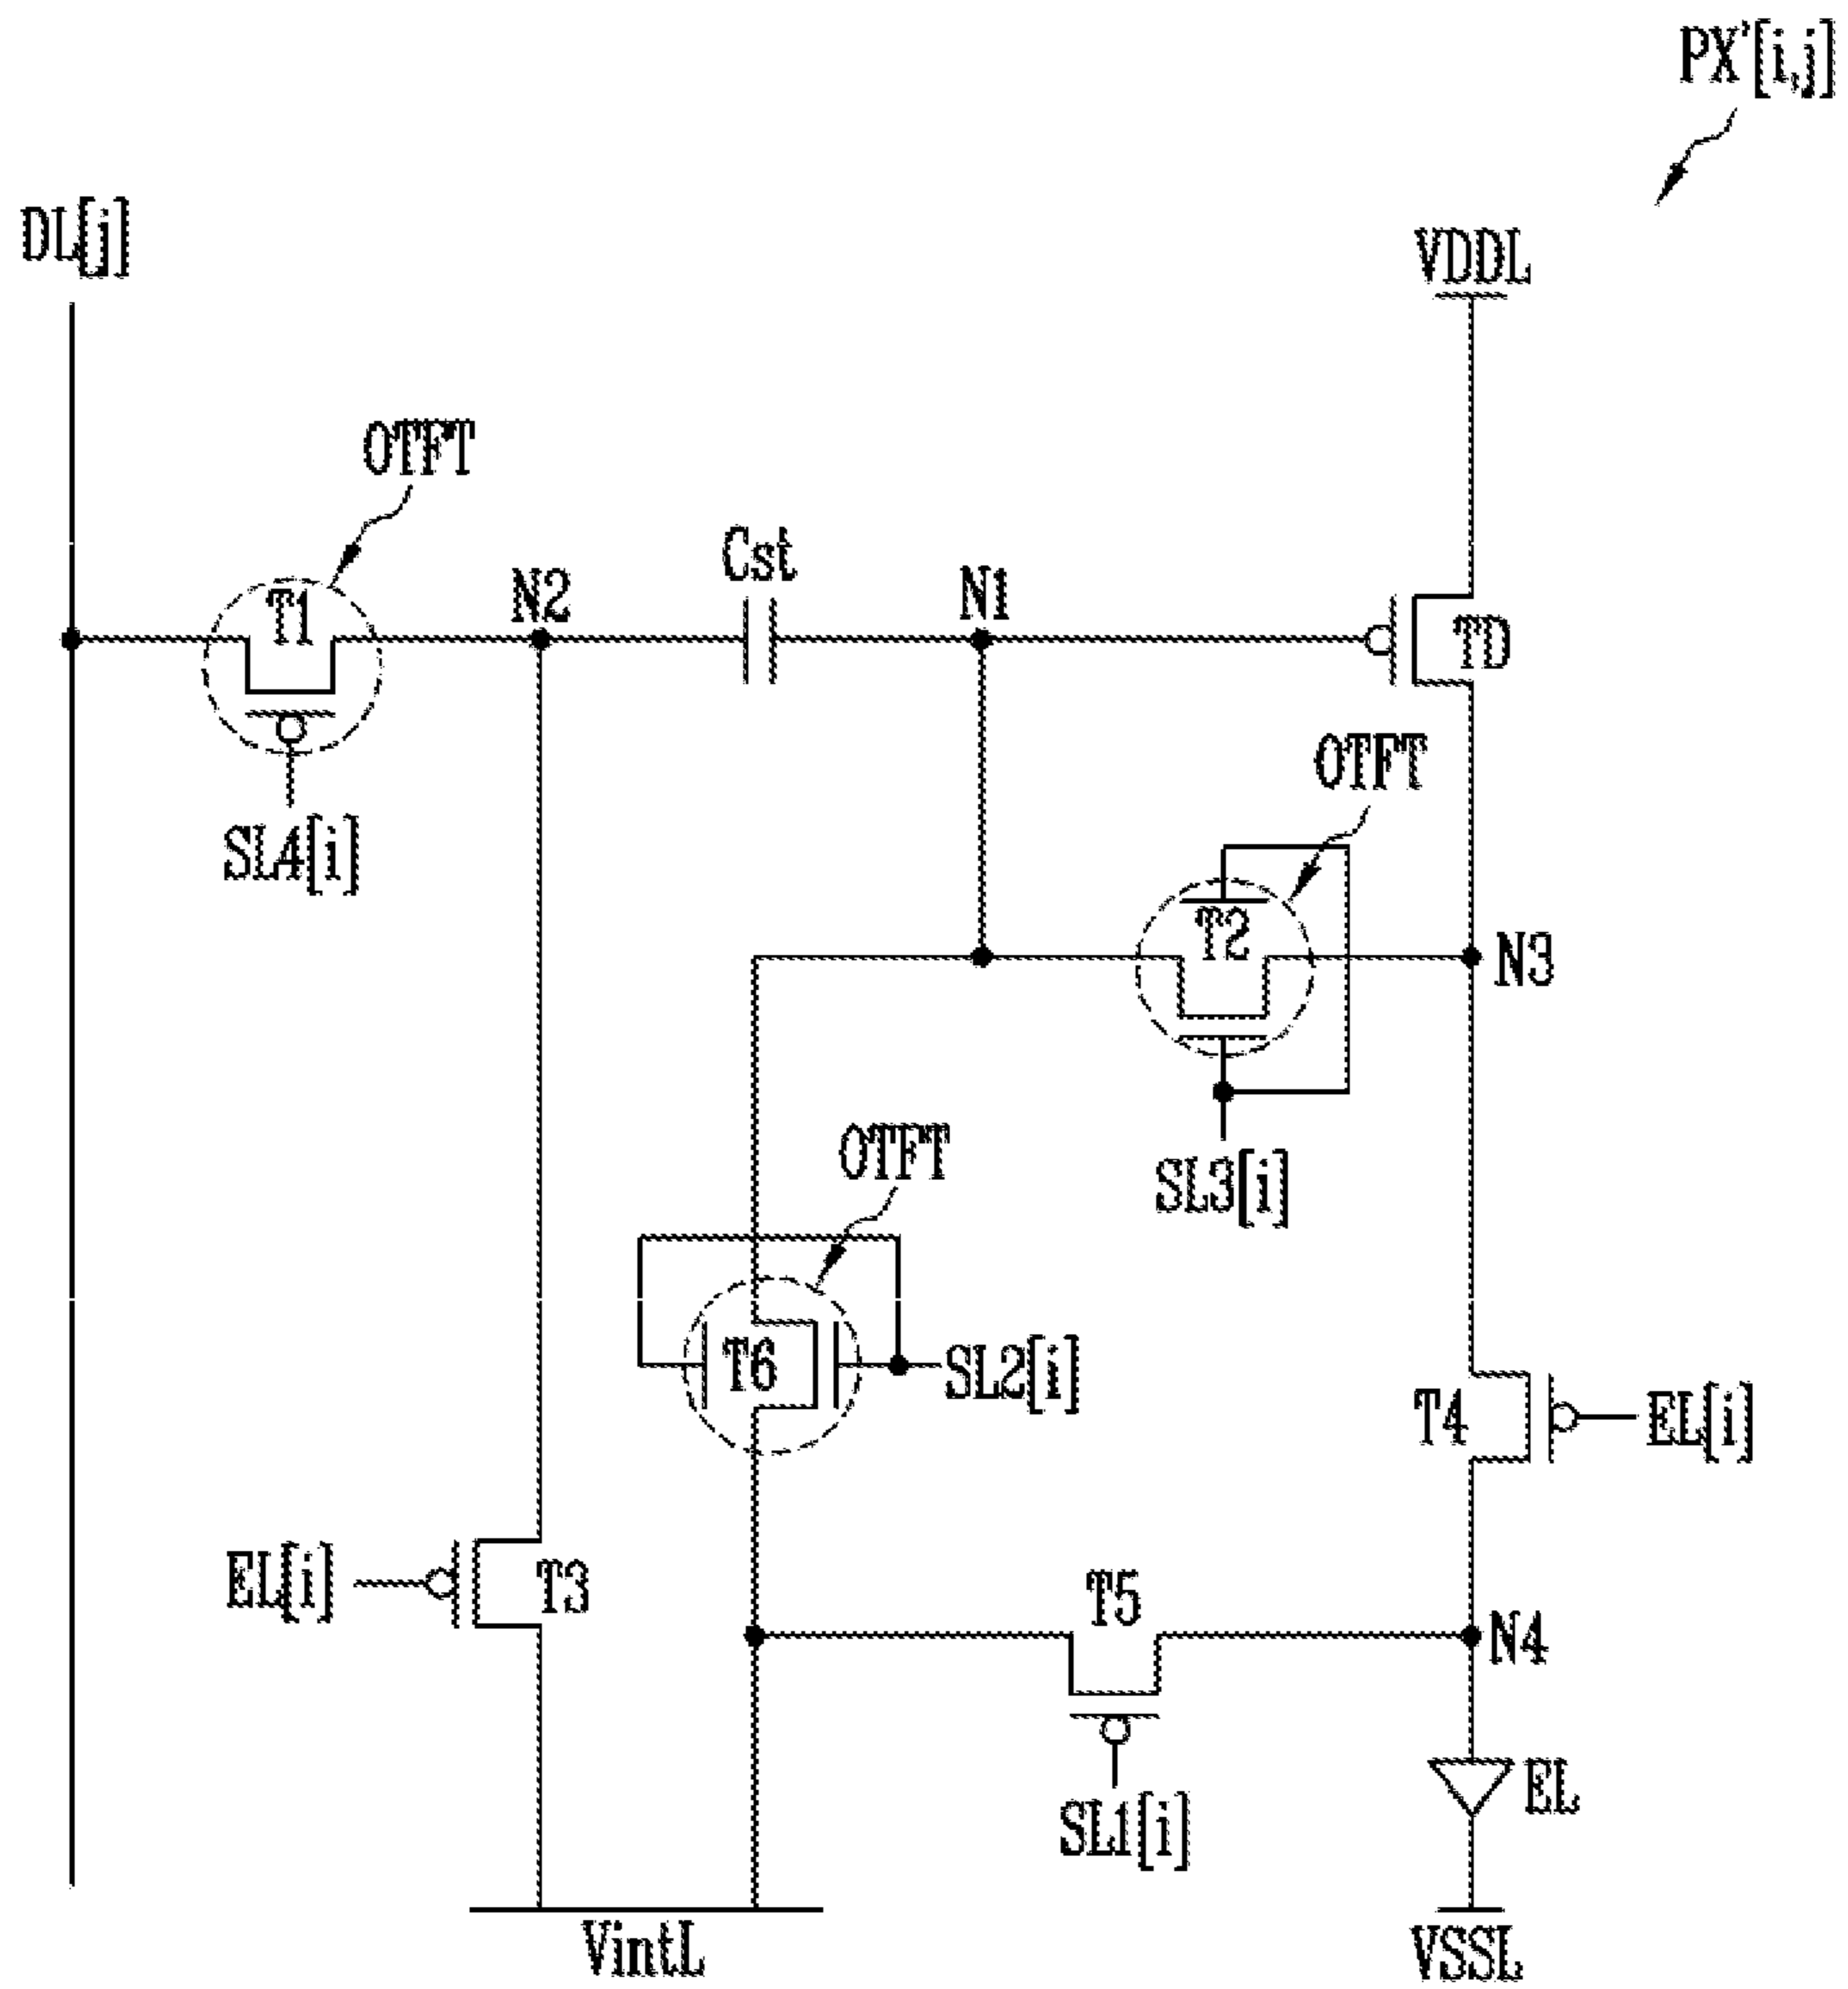 PX'[i,j]
DL[j]
VDDL
OTFT
Cst
N2
N1
T1
TD
OTFT
SL4[i]
T2
N3
OTFT
SL3[i]
T6
SL2[i]
T4
EL[i]
EL[i]
T3
T5
N4
EL
SL1[i]
VintL
VSSL